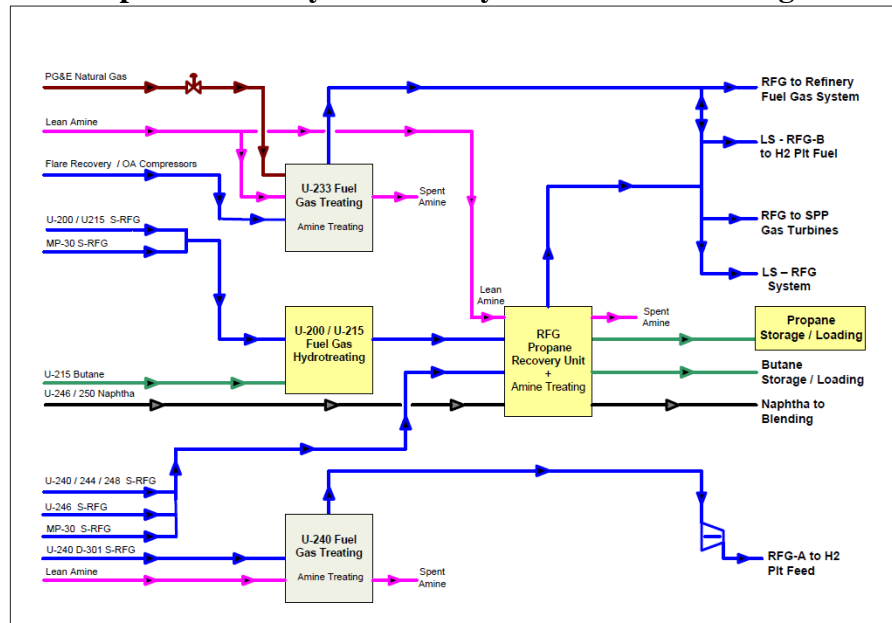 PG&E Natural Gas
Lean Amine
Flare Recovery / OA Compressors
U-200 / U215 S-RFG
MP-30 S-RFG
U-215 Butane
U-246 / 250 Naphtha
U-240 / 244 / 248 S-RFG
U-246 S-RFG
MP-30 S-RFG
U-240 D-301 S-RFG
Lean Amine
U-233 Fuel
Gas Treating
Amine Treating
Spent
Amine
U-200 / U-215
Fuel Gas
Hydrotreating
Lean
Amine
RFG
Propane
Recovery Unit
+
Amine Treating
Spent
Amine
U-240 Fuel
Gas Treating
Amine Treating
Spent
Amine
RFG to Refinery
Fuel Gas System
LS - RFG-B
to H2 Plt Fuel
RFG to SPP
Gas Turbines
LS – RFG
System
Propane
Storage / Loading
Butane
Storage / Loading
Naphtha to
Blending
RFG-A to H2
Plt Feed